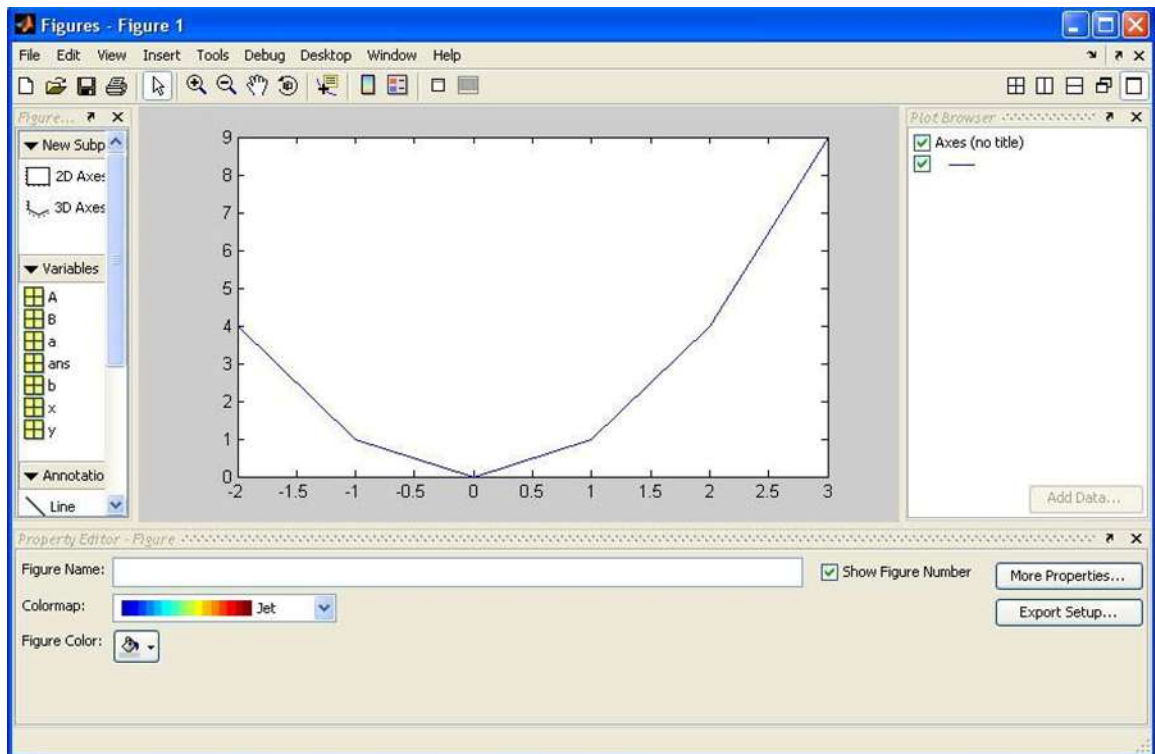 Figures - Figure 1
File Edit View Insert Tools Debug Desktop Window Help
Figure...
New Subp
2D Axes
3D Axes
Variables
A
B
a
ans
b
x
y
Annotatio
Line
9
8
7
6
5
4
3
2
1
0
-2 -1.5 -1 -0.5 0 0.5 1 1.5 2 2.5 3
Plot Browser
Axes (no title)
Add Data...
Property Editor - Figure
Figure Name:
Show Figure Number
More Properties...
Colormap:
Jet
Export Setup...
Figure Color: